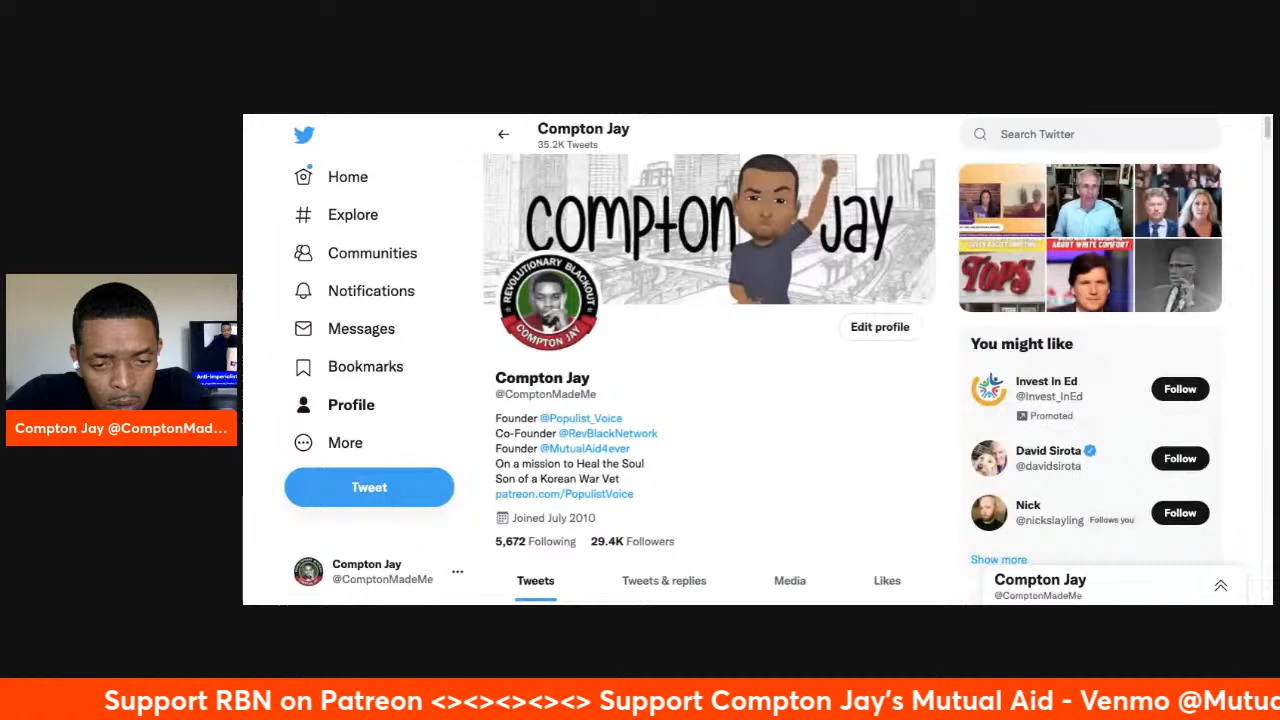 Compton Jay @ComptonMad...
Home
Explore
Communities
Notifications
Messages
Bookmarks
Profile
More
Tweet
Compton Jay
@ComptonMadeMe
Compton Jay
35.2K Tweets
compton jay
REVOLUTIONARY BLACKOUT
COMPTON JAY
Edit profile
Compton Jay
@ComptonMadeMe
Founder @Populist_Voice
Co-Founder @RevBlackNetwork
Founder @MutualAid4ever
On a mission to Heal the Soul
Son of a Korean War Vet
patreon.com/PopulistVoice
Joined July 2010
5,672 Following 29.4K Followers
Tweets Tweets & replies Media Likes
Search Twitter
TOPS
ABOUT WHITE COMFORT
You might like
Invest In Ed
@Invest_InEd
Promoted
Follow
David Sirota
@davidsirota
Follow
Nick
@nickslayling Follows you
Follow
Show more
Compton Jay
@ComptonMadeMe
Support RBN on Patreon <><><><><> Support Compton Jay's Mutual Aid - Venmo @Mutua